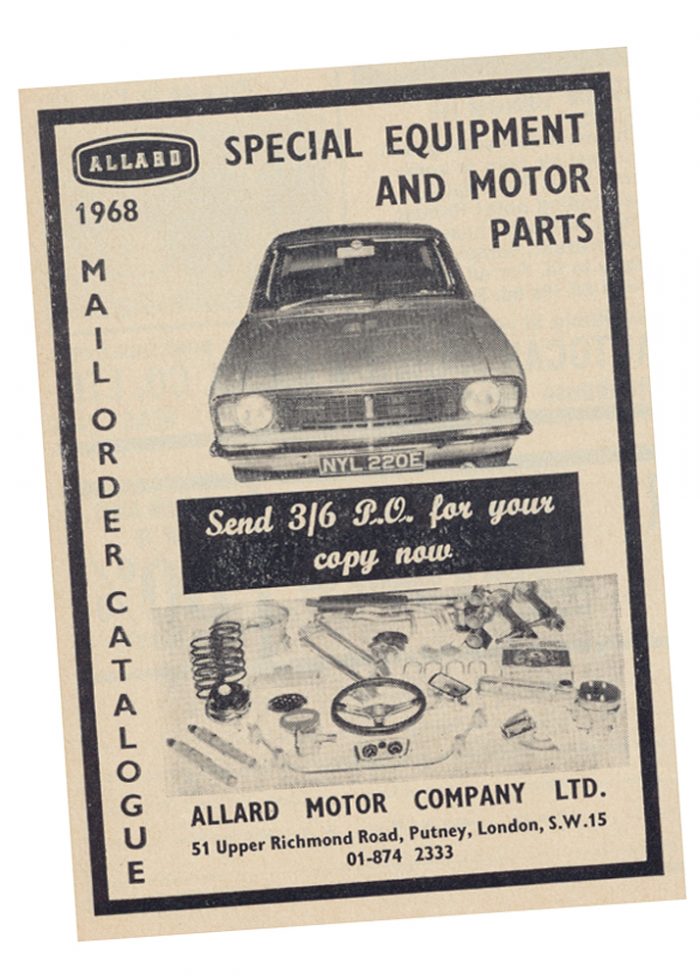 ALLARD
1968
SPECIAL EQUIPMENT
AND MOTOR
PARTS
MAIL ORDER CATALOGUE
NYL 220E
Send 3/6 P.O. for your
copy now
ALLARD MOTOR COMPANY LTD.
51 Upper Richmond Road, Putney, London, S.W.15
01-874 2333